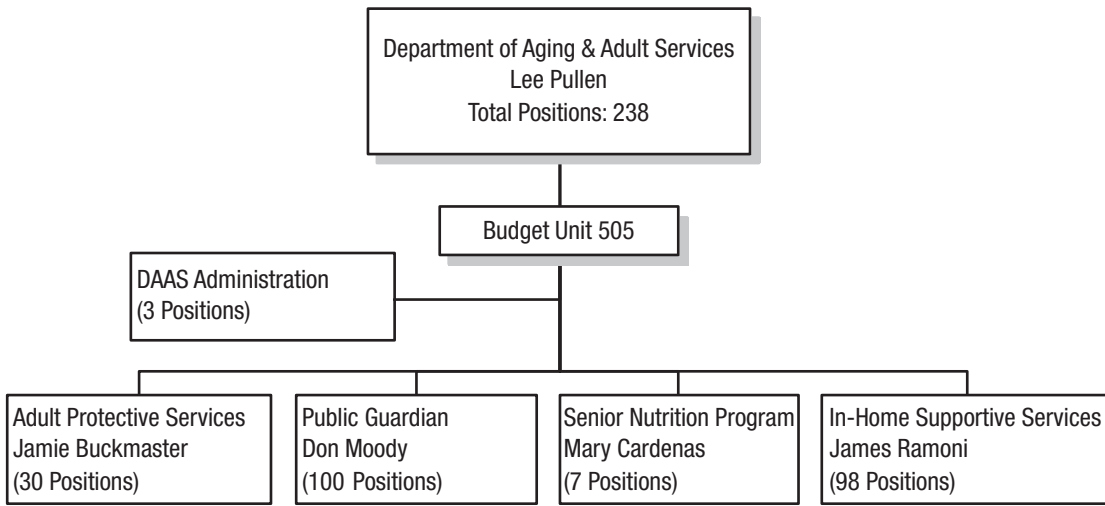 Department of Aging & Adult Services
Lee Pullen
Total Positions: 238
Budget Unit 505
DAAS Administration
(3 Positions)
Adult Protective Services
Jamie Buckmaster
(30 Positions)
Public Guardian
Don Moody
(100 Positions)
Senior Nutrition Program
Mary Cardenas
(7 Positions)
In-Home Supportive Services
James Ramoni
(98 Positions)